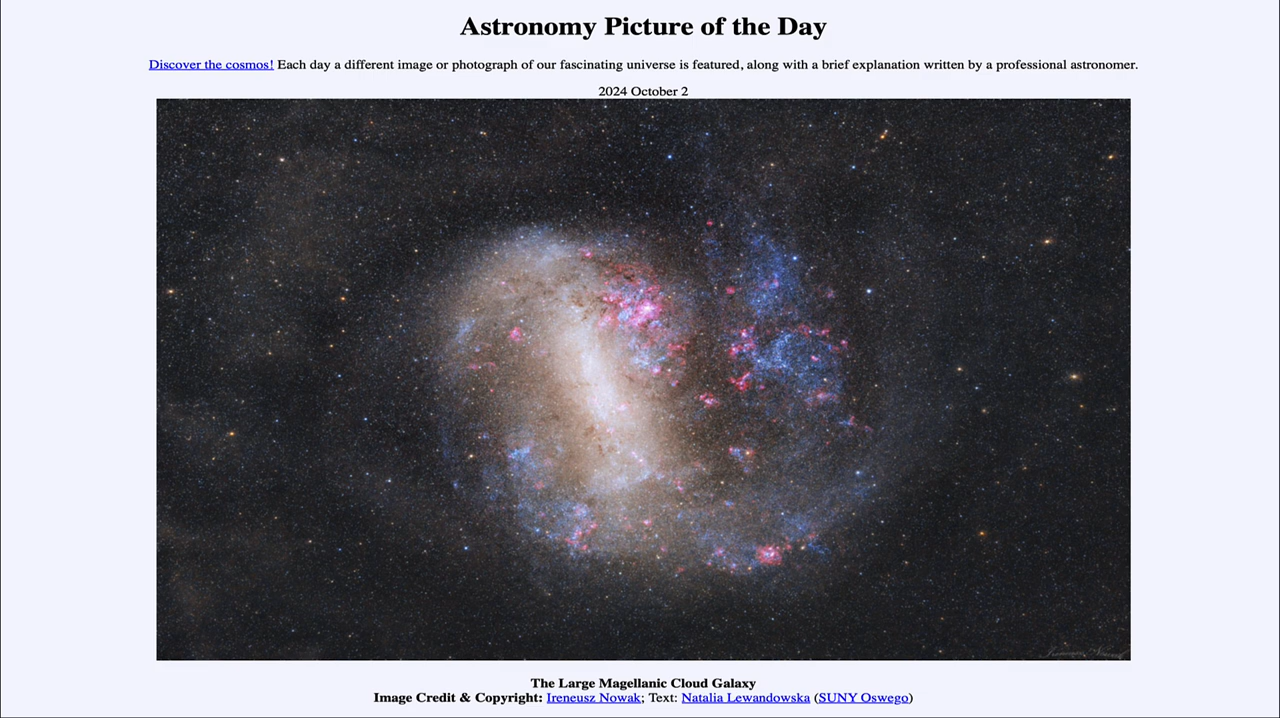 Astronomy Picture of the Day
Discover the cosmos! Each day a different image or photograph of our fascinating universe is featured, along with a brief explanation written by a professional astronomer.
2024 October 2
The Large Magellanic Cloud Galaxy
Image Credit & Copyright: Ireneusz Nowak; Text: Natalia Lewandowska (SUNY Oswego)